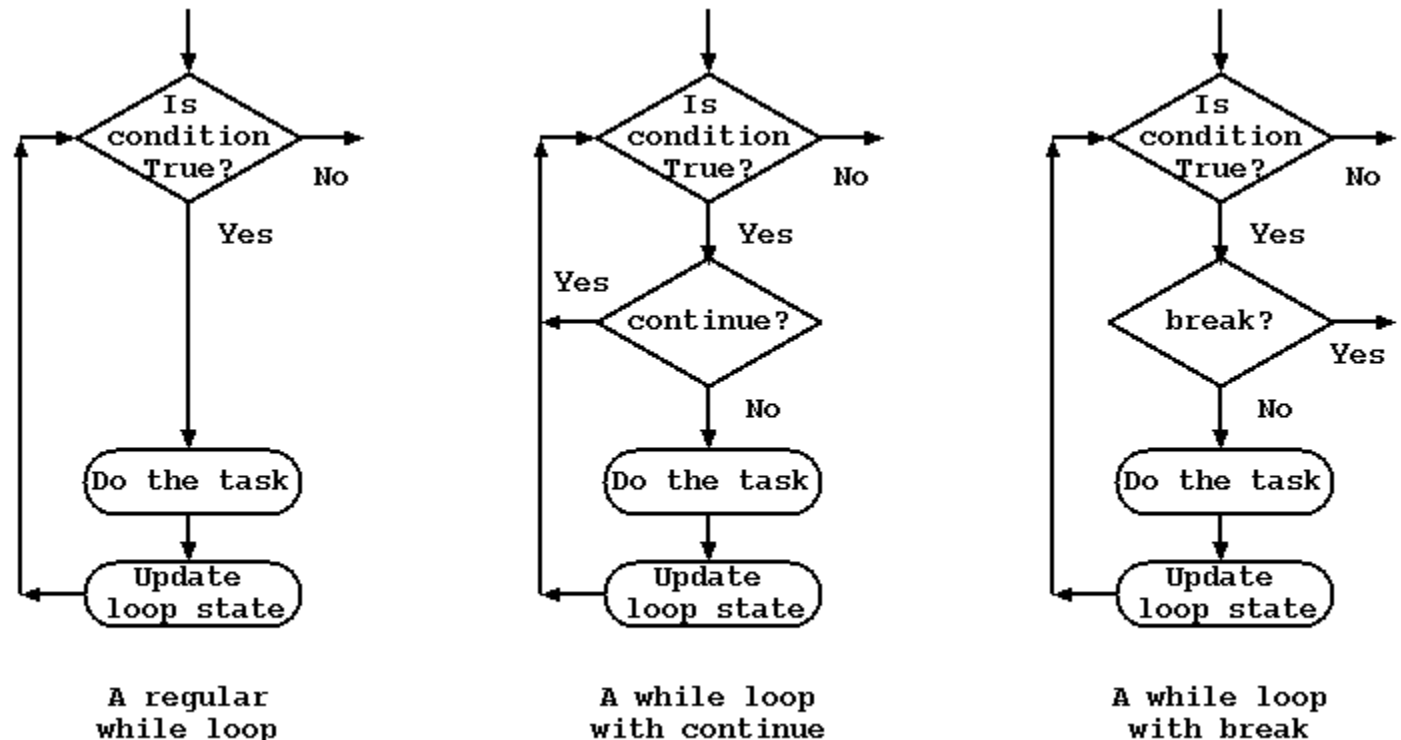 Is
condition
True?
No
Yes
Do the task
Update
loop state
A regular
while loop
Is
condition
True?
No
Yes
Yes
continue?
No
Do the task
Update
loop state
A while loop
with continue
Is
condition
True?
No
Yes
break?
Yes
No
Do the task
Update
loop state
A while loop
with break